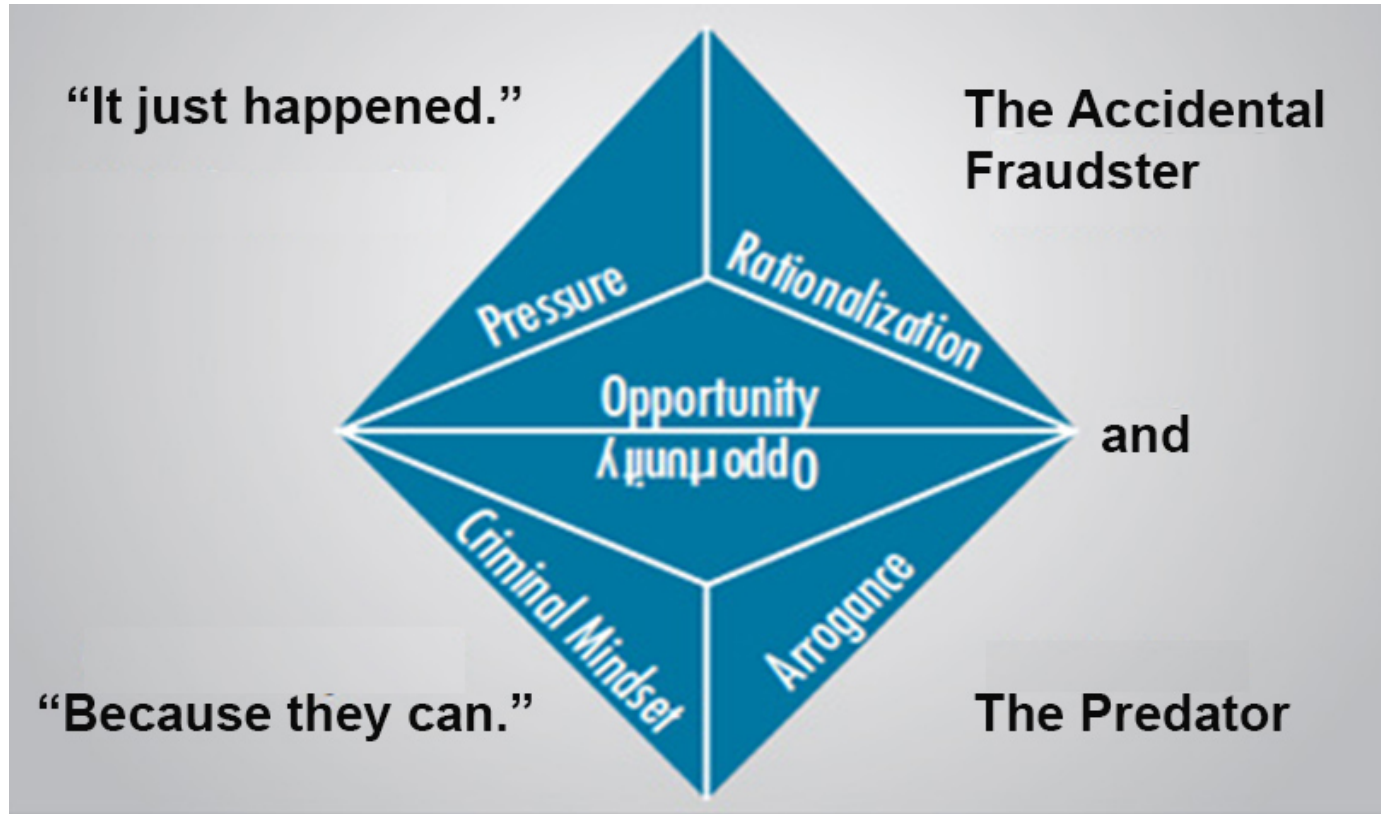 “It just happened.”
The Accidental
Fraudster
Pressure
Rationalization
Opportunity
and
Opportunity
Criminal Mindset
Arrogance
“Because they can.”
The Predator